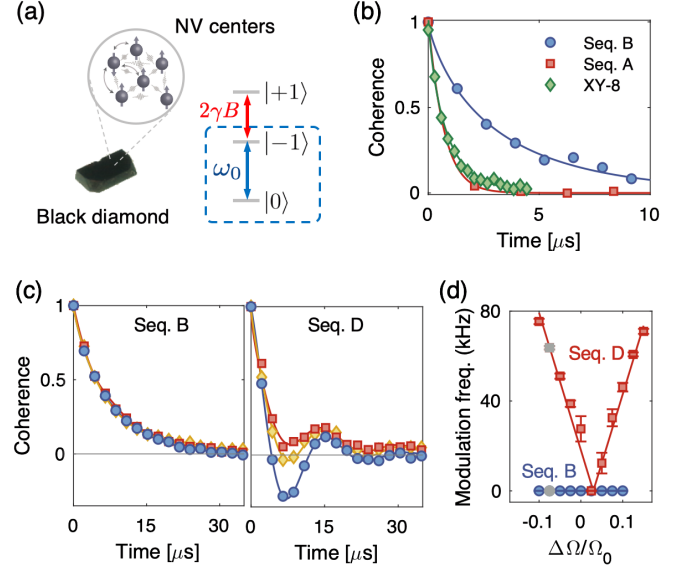 (a)
NV centers
|+1⟩
2γB
|−1⟩
ω₀
|0⟩
Black diamond
(b)
Coherence
1
0.5
0
0
5
10
Time [μs]
Seq. B
Seq. A
XY-8
(c)
Coherence
1
0.5
0
Seq. B
Seq. D
0
15
30
0
15
30
Time [μs]
Time [μs]
(d)
Modulation freq. (kHz)
80
40
0
Seq. D
Seq. B
-0.1
0
0.1
ΔΩ/Ω₀